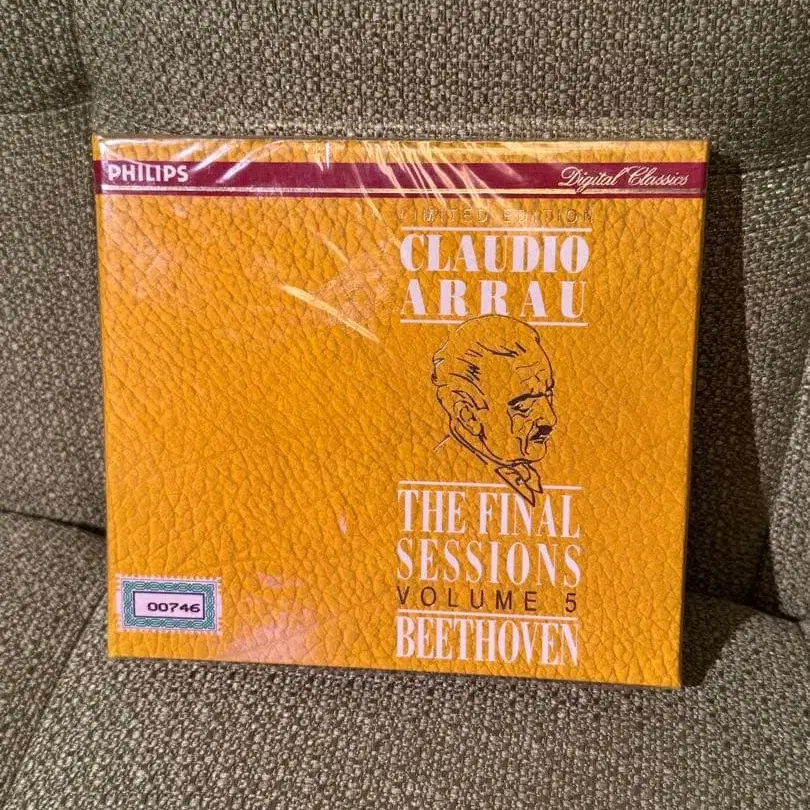 PHILIPS
Digital Classics
LIMITED EDITION
CLAUDIO
ARRAU
THE FINAL
SESSIONS
VOLUME 5
BEETHOVEN
00746